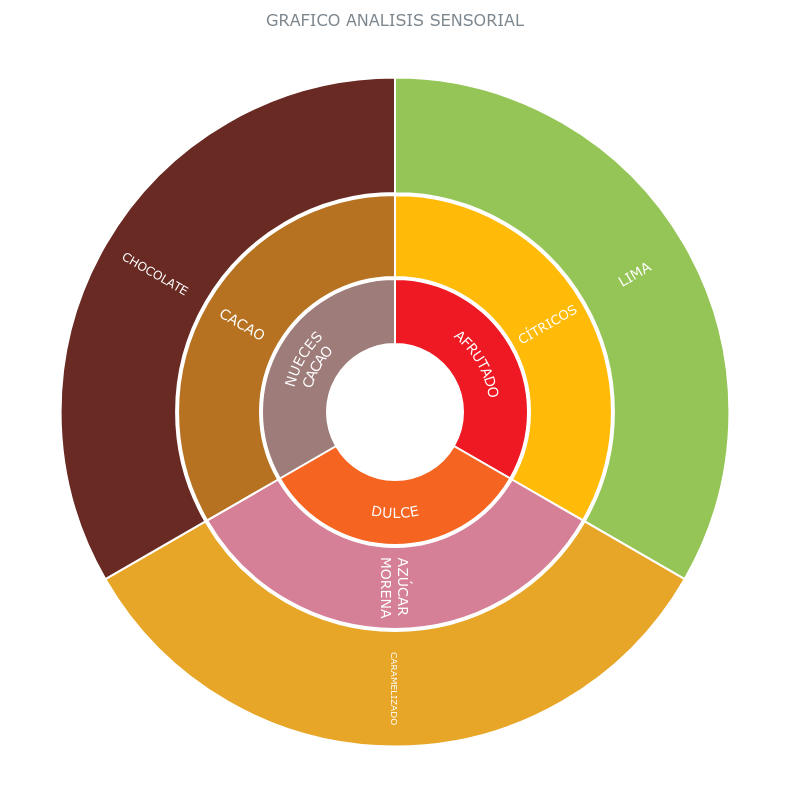 GRAFICO ANALISIS SENSORIAL
CHOCOLATE
CACAO
NUECES
CACAO
AFRUTADO
CÍTRICOS
LIMA
DULCE
AZÚCAR
MORENA
CARAMELIZADO